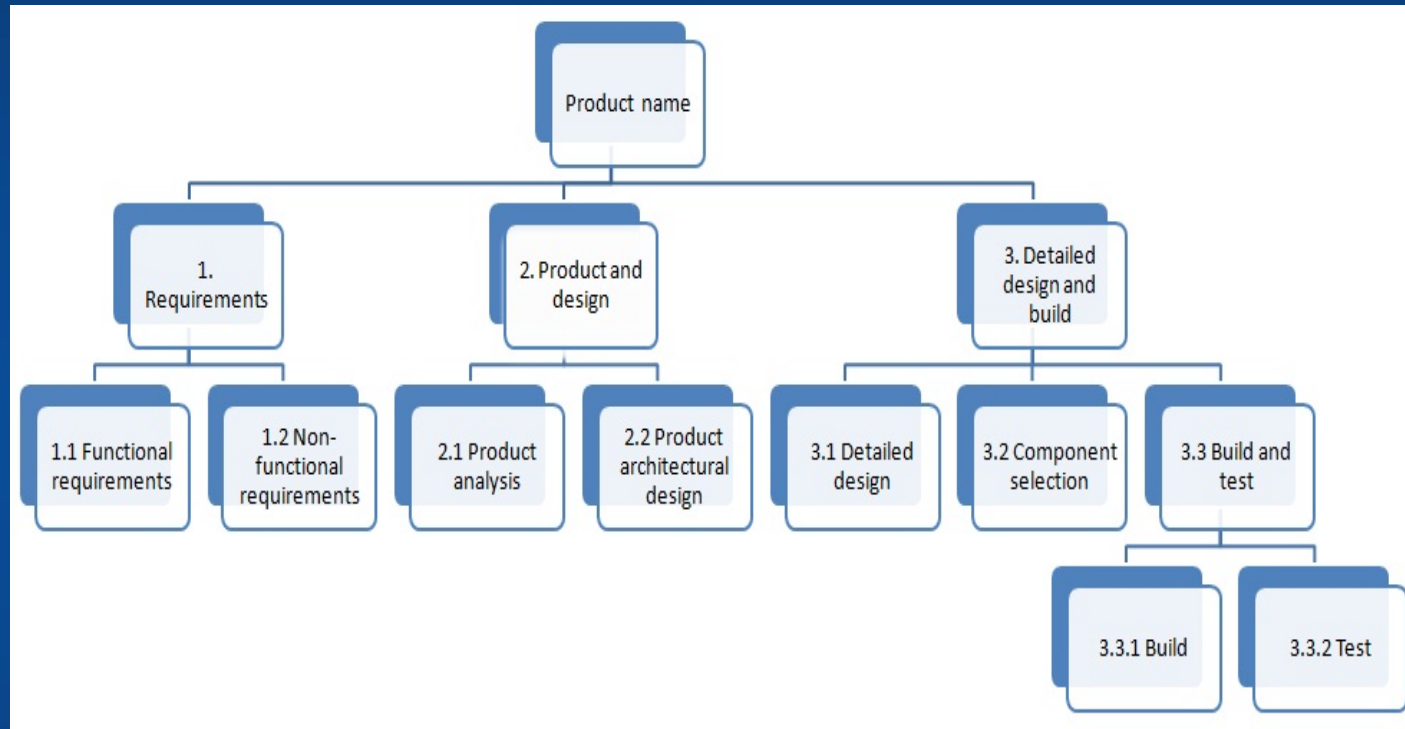 Product name
1.
Requirements
2. Product and
design
3. Detailed
design and
build
1.1 Functional
requirements
1.2 Non-
functional
requirements
2.1 Product
analysis
2.2 Product
architectural
design
3.1 Detailed
design
3.2 Component
selection
3.3 Build and
test
3.3.1 Build
3.3.2 Test